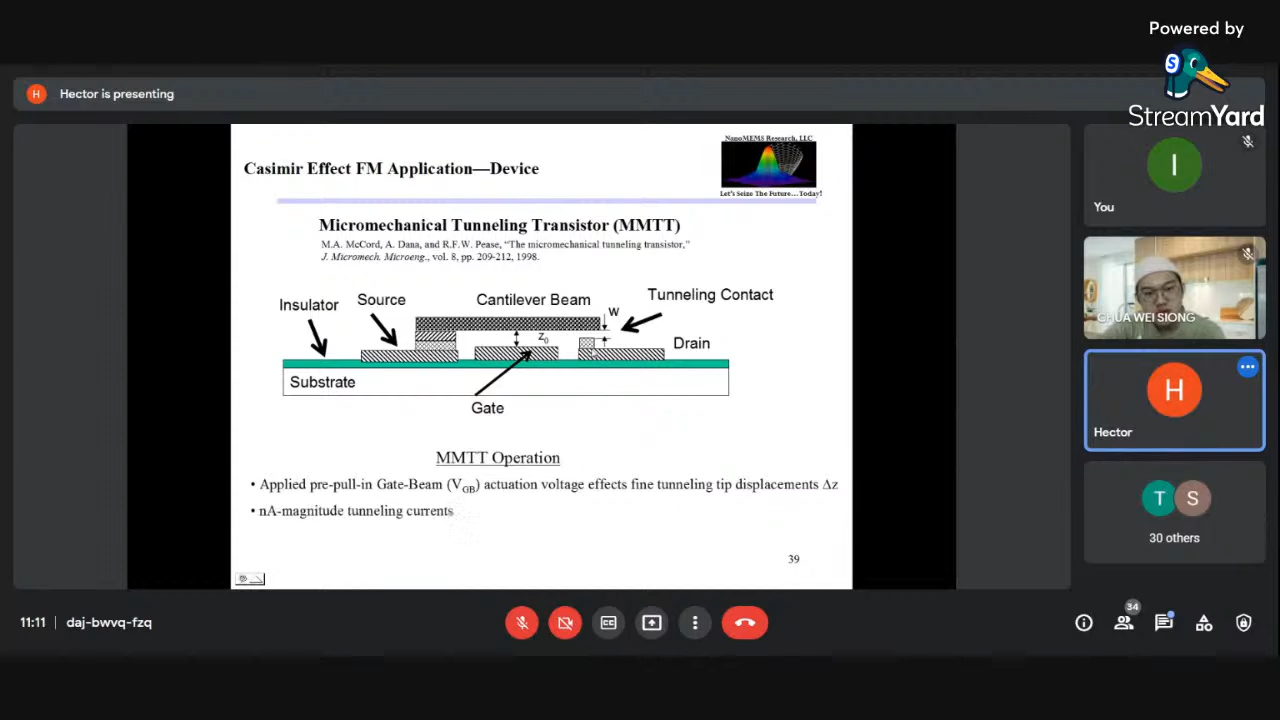 Powered by
StreamYard
H
Hector is presenting
NanoMEMS Research, LLC
Let's Seize The Future…Today!
Casimir Effect FM Application—Device
Micromechanical Tunneling Transistor (MMTT)
M.A. McCord, A. Dana, and R.F.W. Pease, “The micromechanical tunneling transistor,”
J. Micromech. Microeng., vol. 8, pp. 209-212, 1998.
Insulator
Source
Cantilever Beam
Tunneling Contact
W
z0
Drain
Substrate
Gate
MMTT Operation
• Applied pre-pull-in Gate-Beam (VGB) actuation voltage effects fine tunneling tip displacements Δz
• nA-magnitude tunneling currents
39
I
You
CHUA WEI SIONG
H
Hector
T S
30 others
11:11 | daj-bwvq-fzq
CC
34